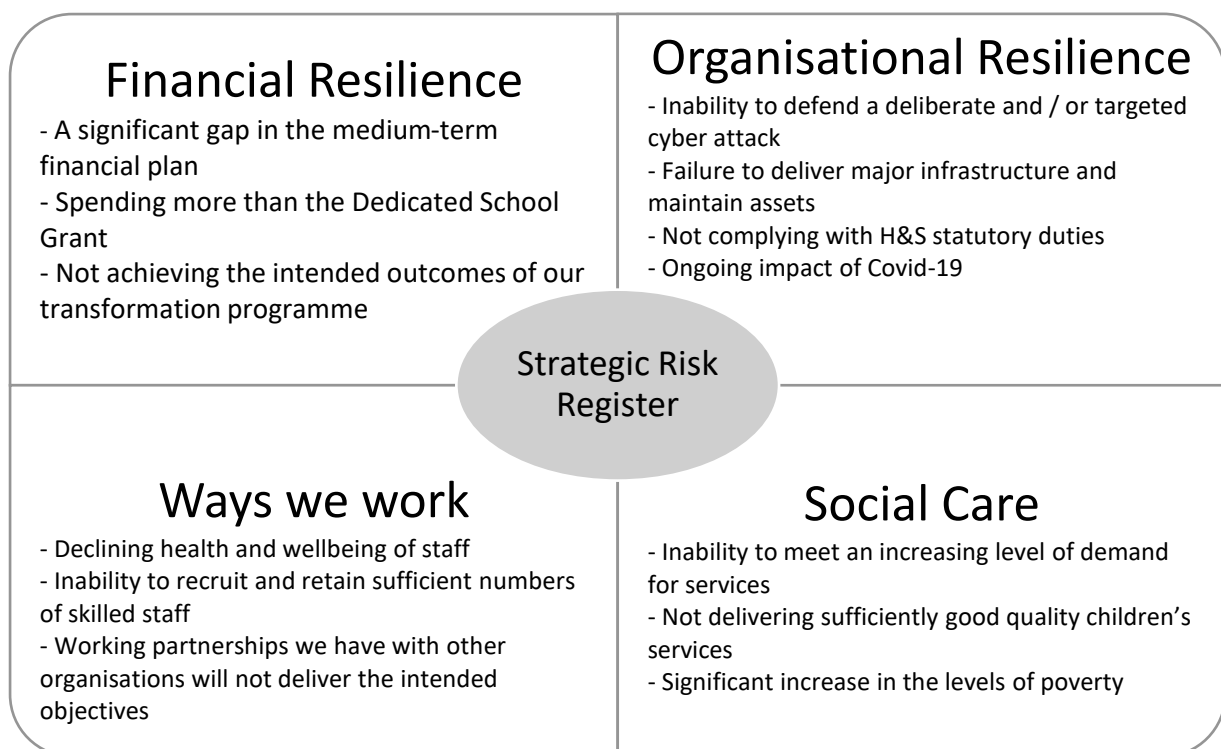 Financial Resilience
- A significant gap in the medium-term
financial plan
- Spending more than the Dedicated School
Grant
- Not achieving the intended outcomes of our
transformation programme
Organisational Resilience
- Inability to defend a deliberate and / or targeted
cyber attack
- Failure to deliver major infrastructure and
maintain assets
- Not complying with H&S statutory duties
- Ongoing impact of Covid-19
Strategic Risk
Register
Ways we work
- Declining health and wellbeing of staff
- Inability to recruit and retain sufficient numbers
of skilled staff
- Working partnerships we have with other
organisations will not deliver the intended
objectives
Social Care
- Inability to meet an increasing level of demand
for services
- Not delivering sufficiently good quality children’s
services
- Significant increase in the levels of poverty